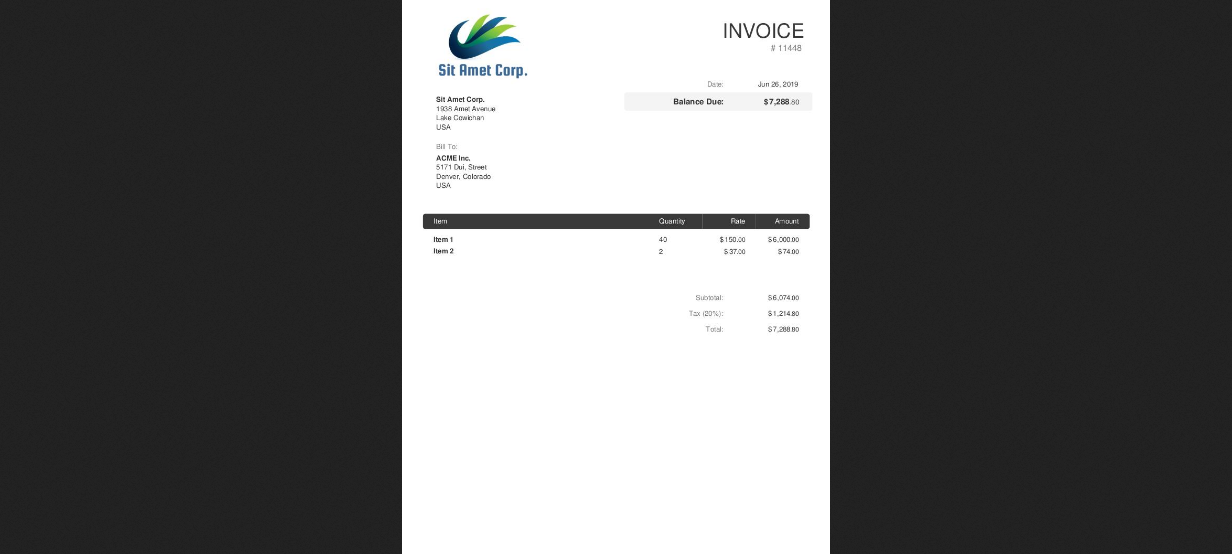 Sit Amet Corp.
INVOICE
# 11448
Date: Jun 26, 2019
Balance Due: $7,288.80
Sit Amet Corp.
1938 Amet Avenue
Lake Cowichan
USA
Bill To:
ACME Inc.
5171 Dui, Street
Denver, Colorado
USA
Item Quantity Rate Amount
Item 1 40 $150.00 $6,000.00
Item 2 2 $37.00 $74.00
Subtotal: $6,074.00
Tax (20%): $1,214.80
Total: $7,288.80